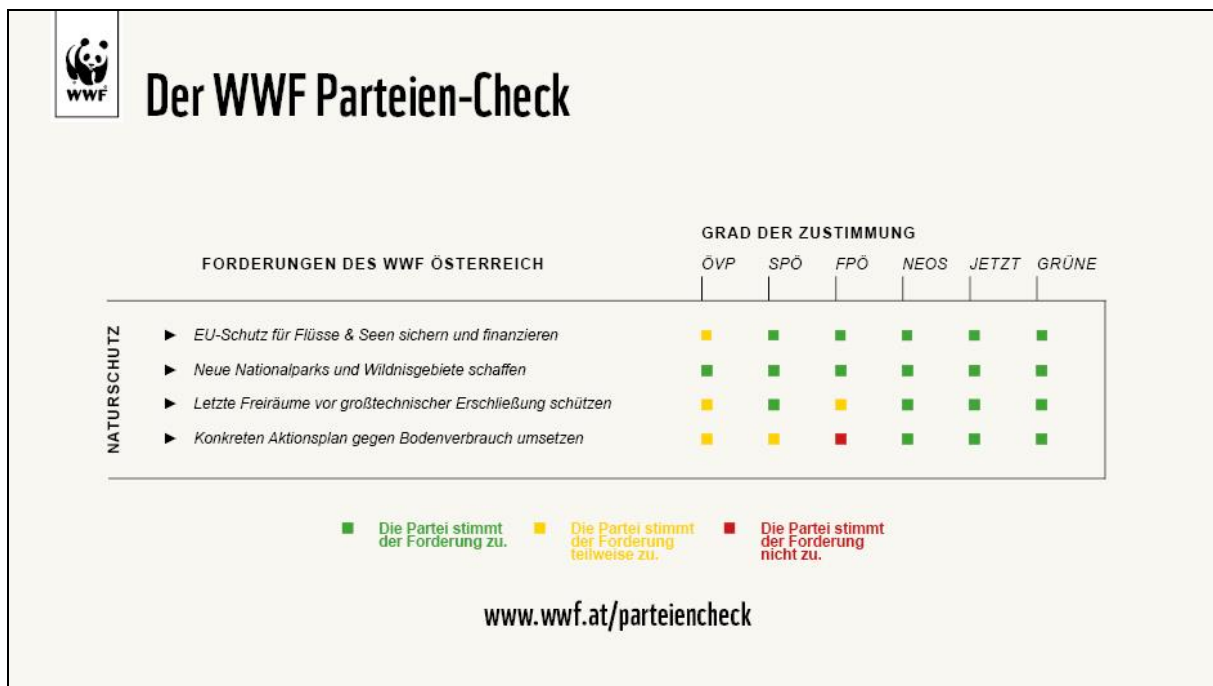 WWF
Der WWF Parteien-Check
GRAD DER ZUSTIMMUNG
FORDERUNGEN DES WWF ÖSTERREICH
ÖVP SPÖ FPÖ NEOS JETZT GRÜNE
NATURSCHUTZ
► EU-Schutz für Flüsse & Seen sichern und finanzieren
► Neue Nationalparks und Wildnisgebiete schaffen
► Letzte Freiräume vor großtechnischer Erschließung schützen
► Konkreten Aktionsplan gegen Bodenverbrauch umsetzen
Die Partei stimmt
der Forderung zu.
Die Partei stimmt
der Forderung
teilweise zu.
Die Partei stimmt
der Forderung
nicht zu.
www.wwf.at/parteiencheck